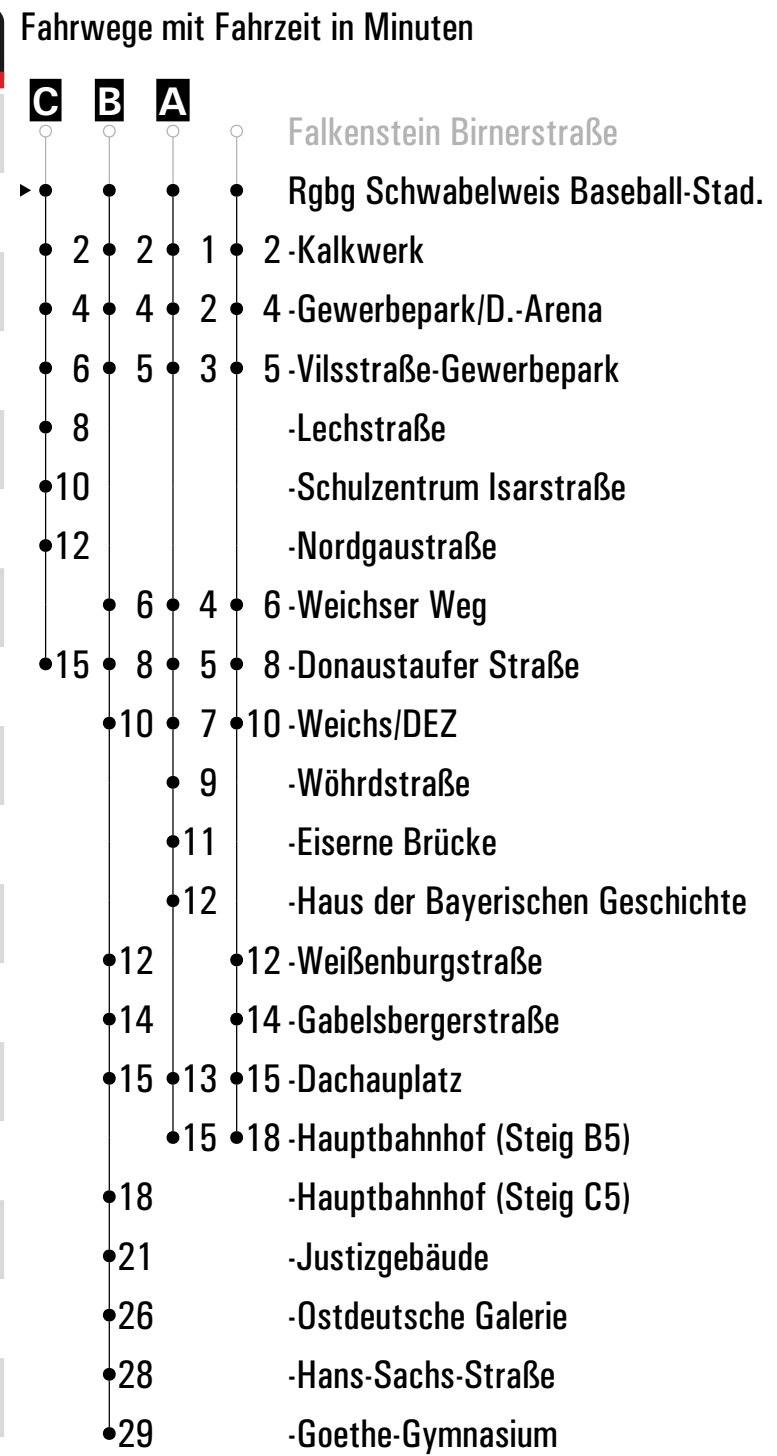 Fahrwege mit Fahrzeit in Minuten
C B A
Falkenstein Birnerstraße
Rgbg Schwabelweis Baseball-Stad.
2 2 1 2 -Kalkwerk
4 4 2 4 -Gewerbepark/D.-Arena
6 5 3 5 -Vilsstraße-Gewerbepark
8 -Lechstraße
10 -Schulzentrum Isarstraße
12 -Nordgaustraße
6 4 6 -Weichser Weg
15 8 5 8 -Donaustaufer Straße
10 7 10 -Weichs/DEZ
9 -Wöhrdstraße
11 -Eiserne Brücke
12 -Haus der Bayerischen Geschichte
12 12 -Weißenburgstraße
14 14 -Gabelsbergerstraße
15 13 15 -Dachauplatz
15 18 -Hauptbahnhof (Steig B5)
18 -Hauptbahnhof (Steig C5)
21 -Justizgebäude
26 -Ostdeutsche Galerie
28 -Hans-Sachs-Straße
29 -Goethe-Gymnasium